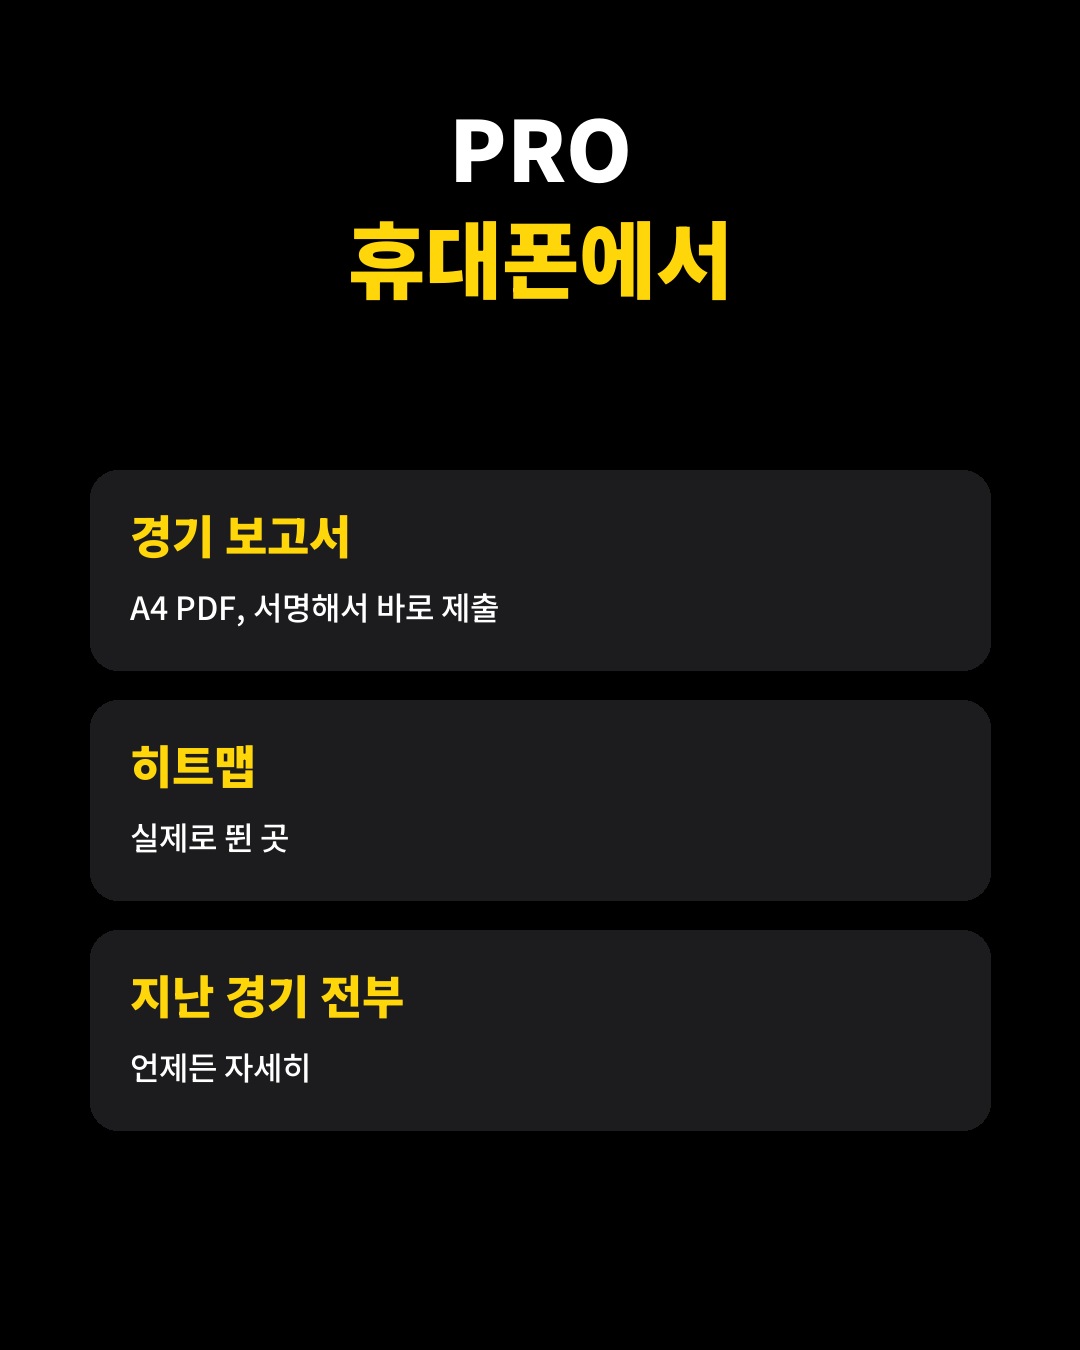 PRO
휴대폰에서
경기 보고서
A4 PDF, 서명해서 바로 제출
히트맵
실제로 뛴 곳
지난 경기 전부
언제든 자세히